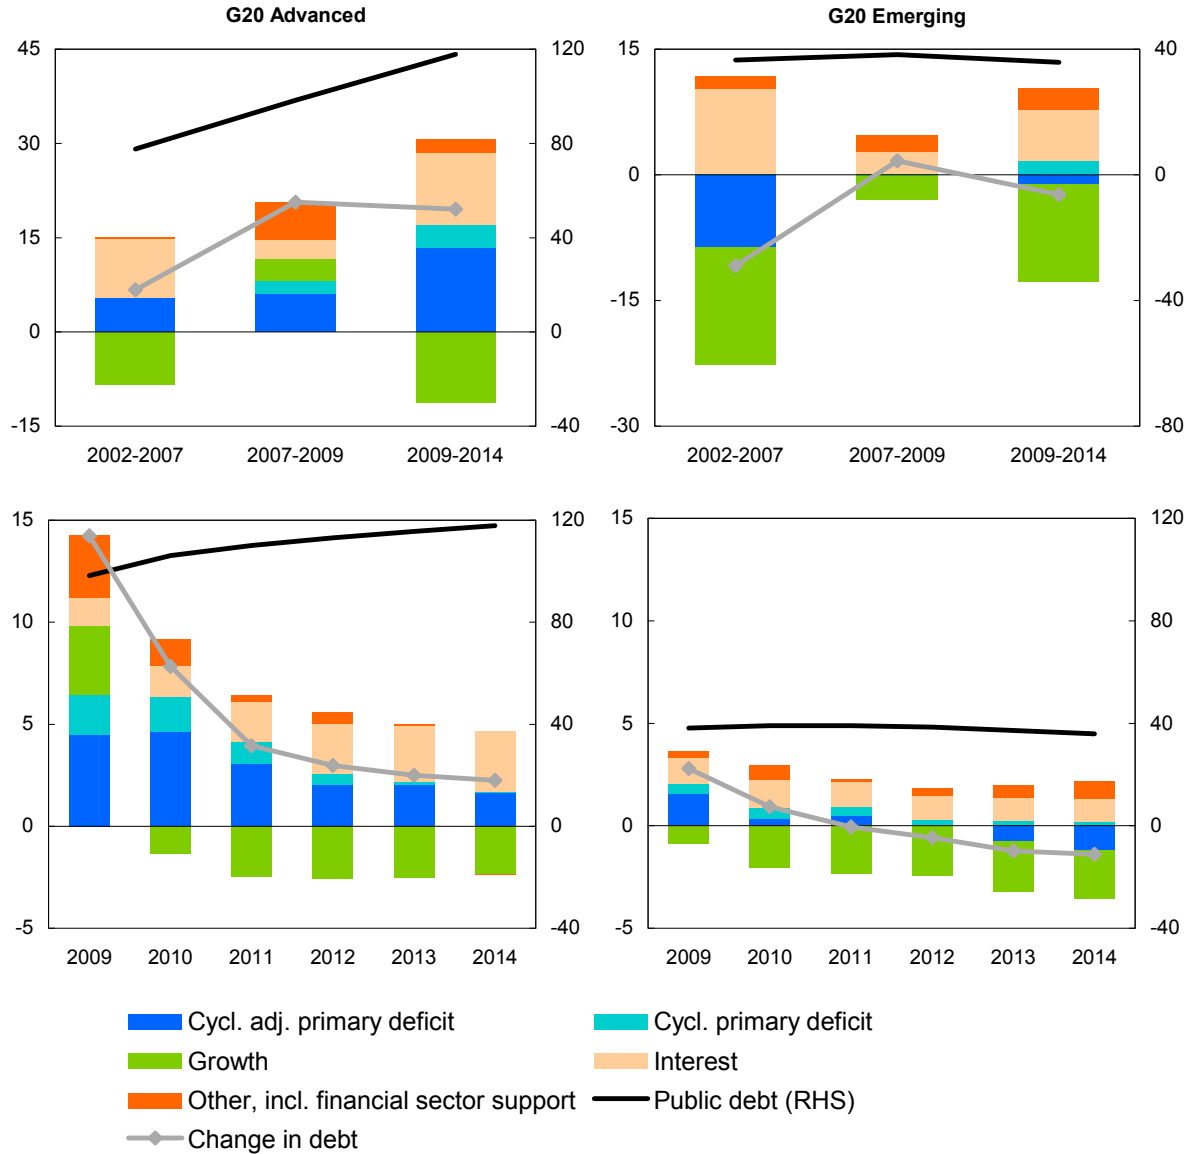 G20 Advanced
G20 Emerging
45
30
15
0
-15
120
80
40
0
-40
2002-2007 2007-2009 2009-2014
15
0
-15
-30
40
0
-40
-80
2002-2007 2007-2009 2009-2014
15
10
5
0
-5
120
80
40
0
-40
2009 2010 2011 2012 2013 2014
15
10
5
0
-5
120
80
40
0
-40
2009 2010 2011 2012 2013 2014
Cycl. adj. primary deficit
Cycl. primary deficit
Growth
Interest
Other, incl. financial sector support
Public debt (RHS)
Change in debt